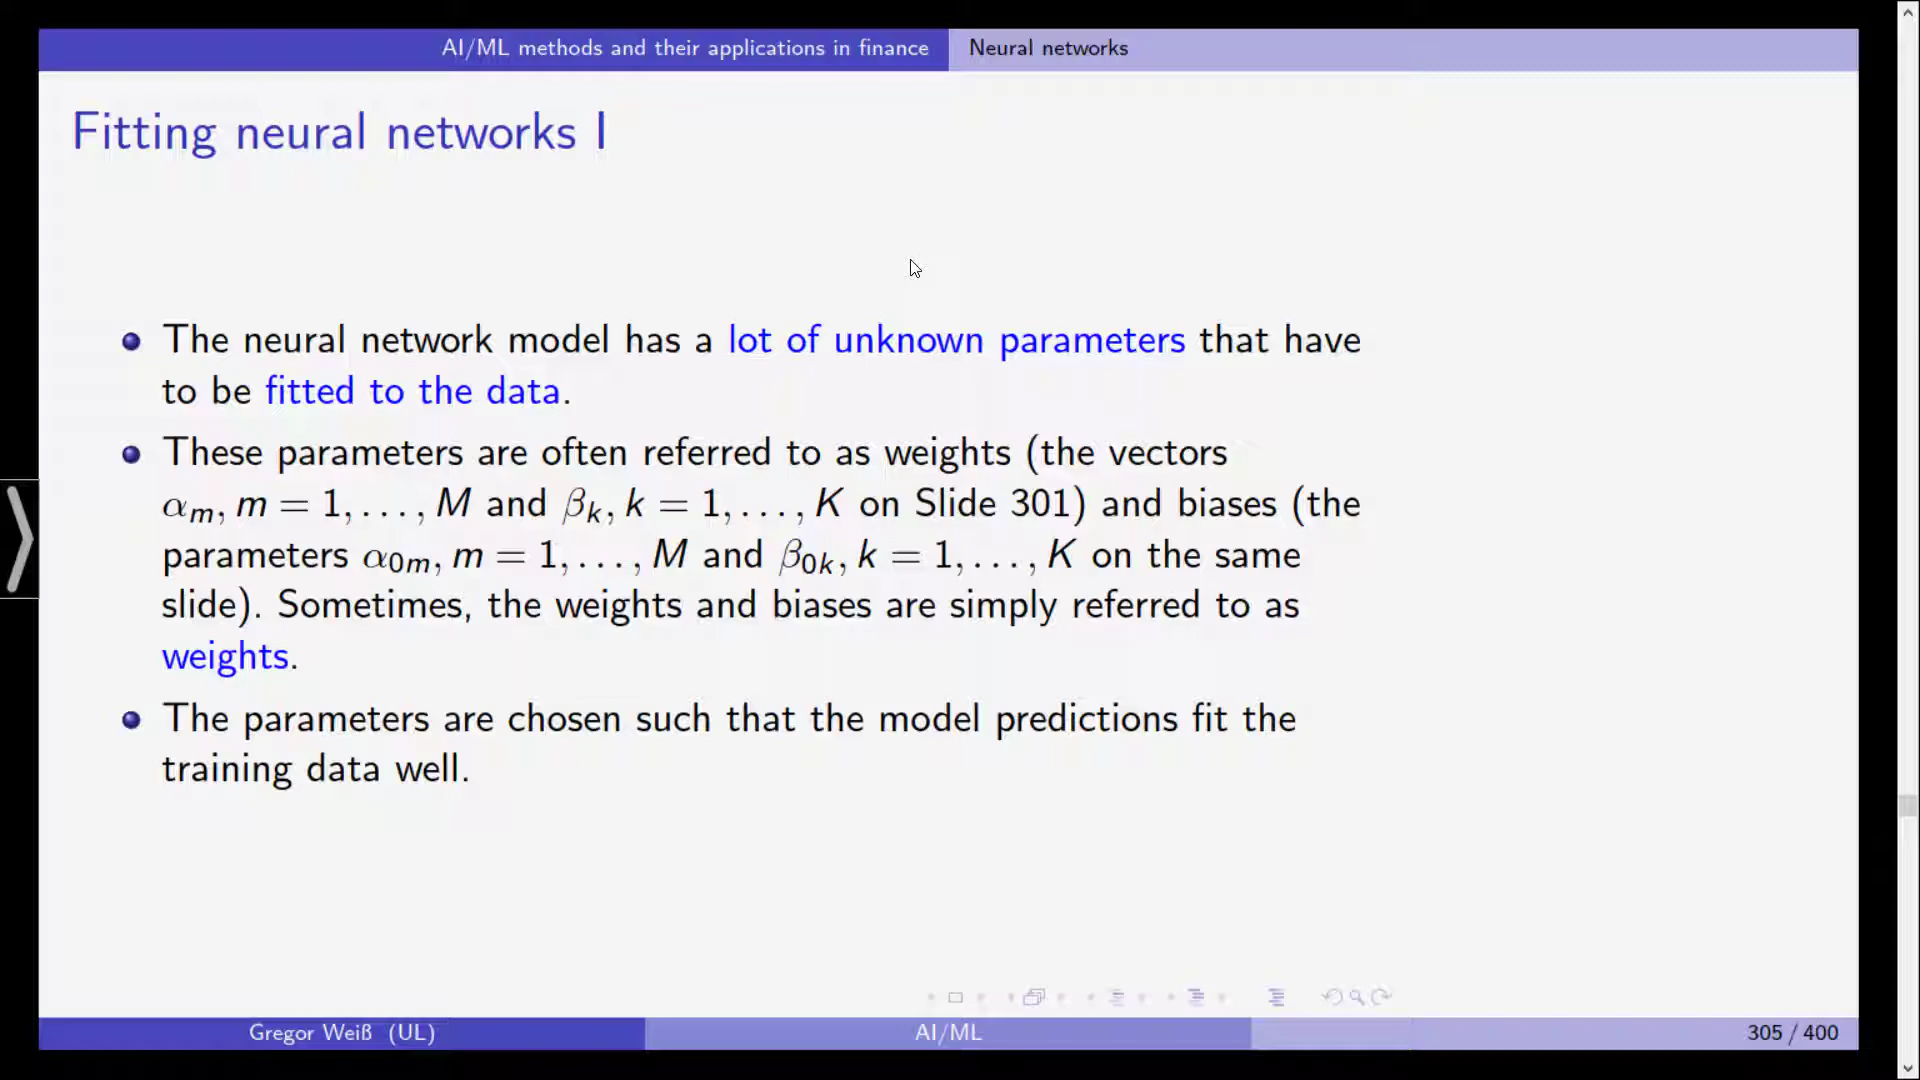 AI/ML methods and their applications in finance Neural networks
Fitting neural networks I
The neural network model has a lot of unknown parameters that have
to be fitted to the data.
These parameters are often referred to as weights (the vectors
αₘ, m = 1, . . . , M and βₖ, k = 1, . . . , K on Slide 301) and biases (the
parameters α₀ₘ, m = 1, . . . , M and β₀ₖ, k = 1, . . . , K on the same
slide). Sometimes, the weights and biases are simply referred to as
weights.
The parameters are chosen such that the model predictions fit the
training data well.
Gregor Weiß (UL) AI/ML 305 / 400